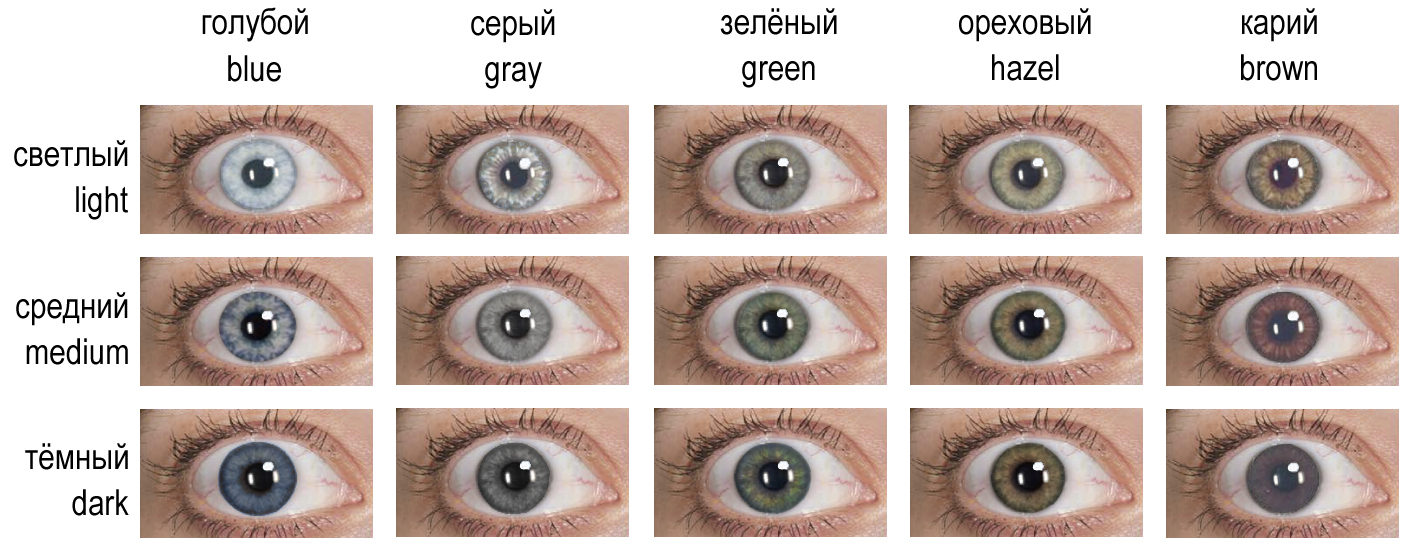 голубой
blue
серый
gray
зелёный
green
ореховый
hazel
карий
brown
светлый
light
средний
medium
тёмный
dark